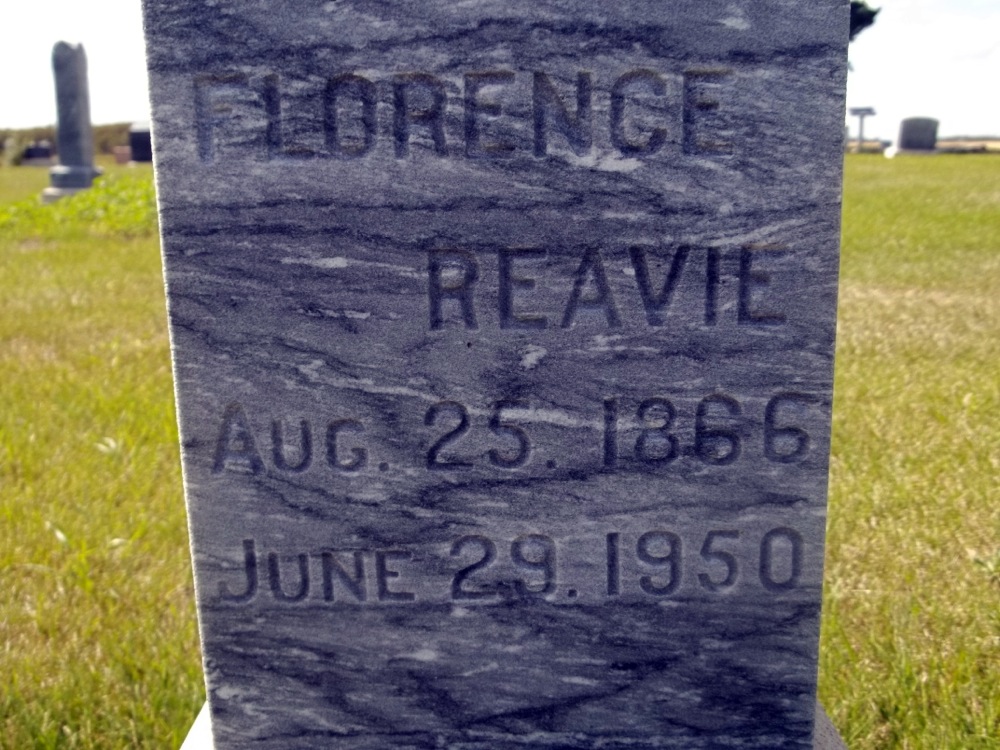 FLORENCE
REAVIE
AUG. 25. 1866
JUNE 29. 1950